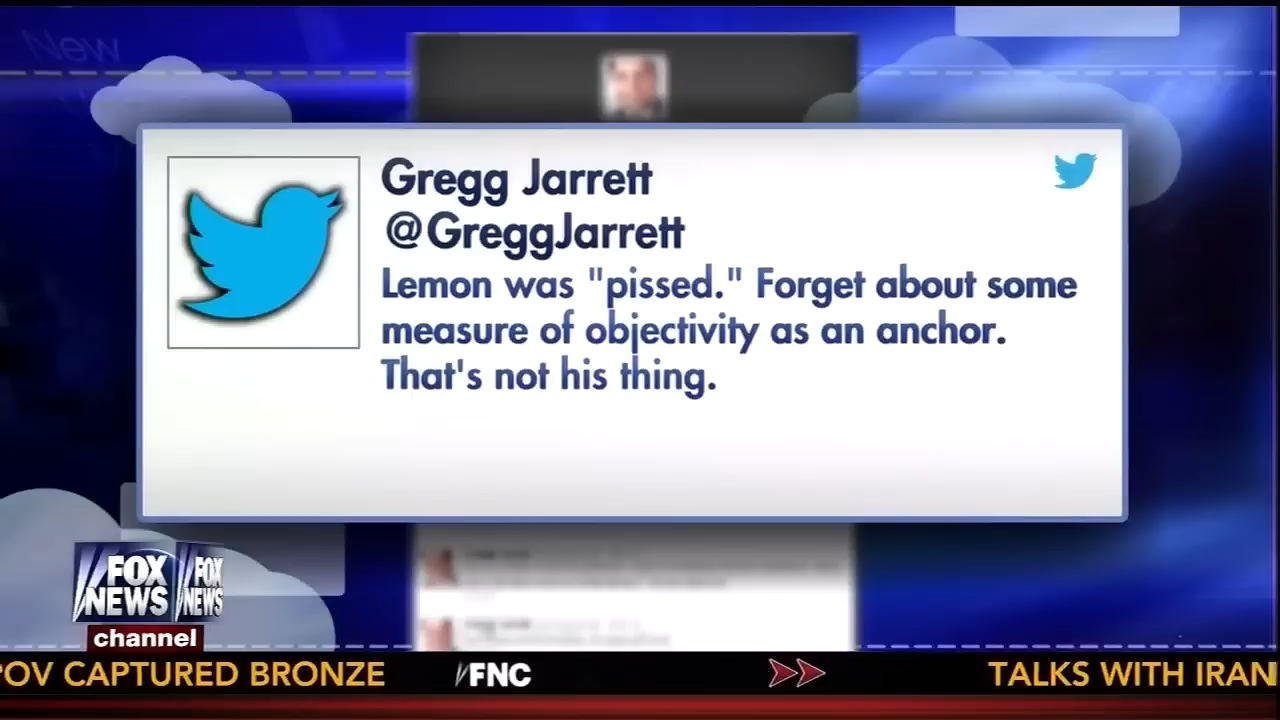 New
Gregg Jarrett
@GreggJarrett
Lemon was "pissed." Forget about some
measure of objectivity as an anchor.
That's not his thing.
FOX
NEWS
FOX
NEWS
channel
OV CAPTURED BRONZE
FNC
TALKS WITH IRAN